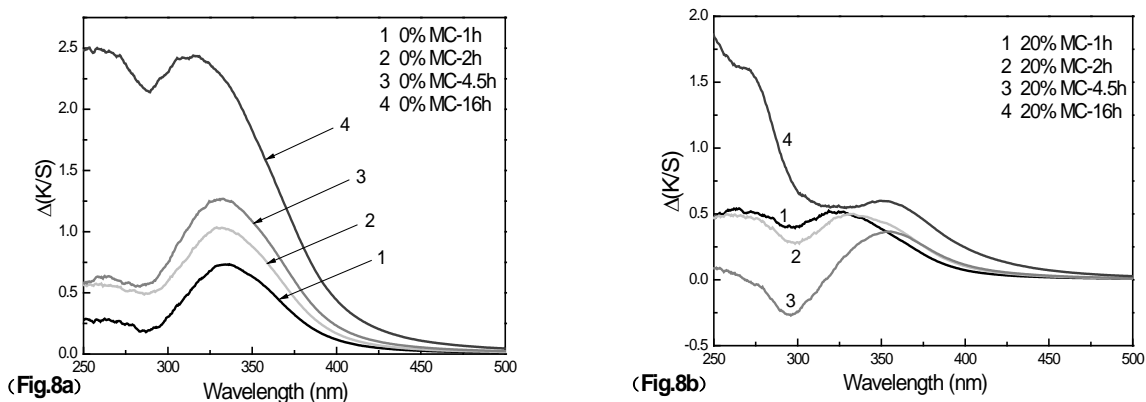 2.5
2.0
1.5
1.0
0.5
0.0
Δ(K/S)
250 300 350 400 450 500
Wavelength (nm)
1 0% MC-1h
2 0% MC-2h
3 0% MC-4.5h
4 0% MC-16h
4
3
2
1
（Fig.8a)
2.0
1.5
1.0
0.5
0.0
-0.5
Δ(K/S)
250 300 350 400 450 500
Wavelength (nm)
1 20% MC-1h
2 20% MC-2h
3 20% MC-4.5h
4 20% MC-16h
4
1
2
3
（Fig.8b)